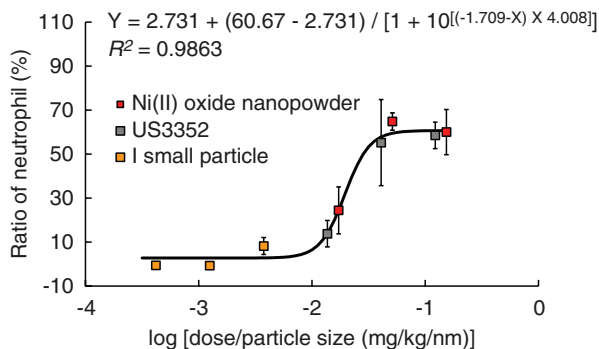 Y = 2.731 + (60.67 - 2.731) / [1 + 10[(-1.709-X) X 4.008]]
R2 = 0.9863
Ni(II) oxide nanopowder
US3352
I small particle
Ratio of neutrophil (%)
110
90
70
50
30
10
-10
-4 -3 -2 -1 0
log [dose/particle size (mg/kg/nm)]